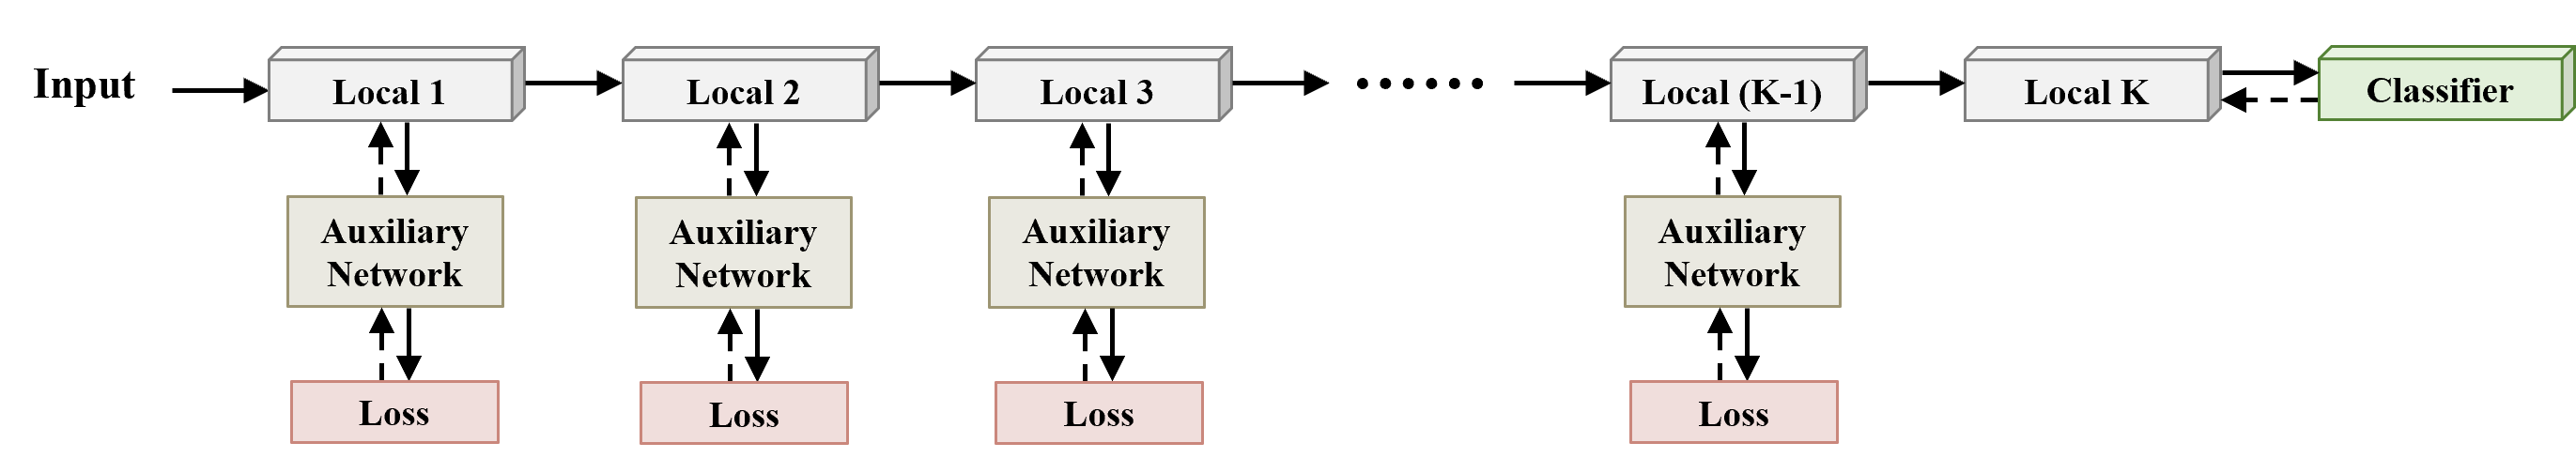 Input
Local 1
Local 2
Local 3
......
Local (K-1)
Local K
Classifier
Auxiliary
Network
Auxiliary
Network
Auxiliary
Network
Auxiliary
Network
Loss
Loss
Loss
Loss